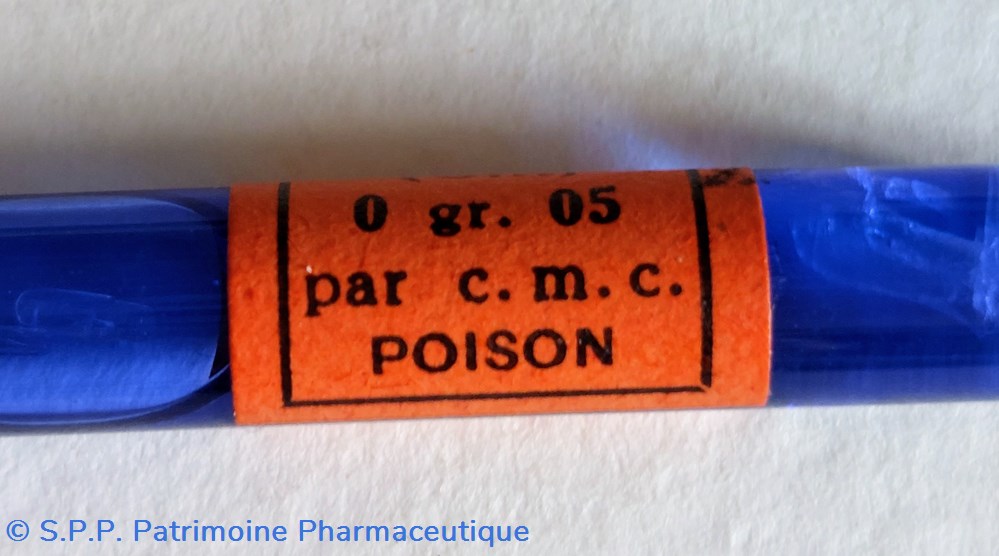 0 gr. 05
par c. m. c.
POISON
© S.P.P. Patrimoine Pharmaceutique